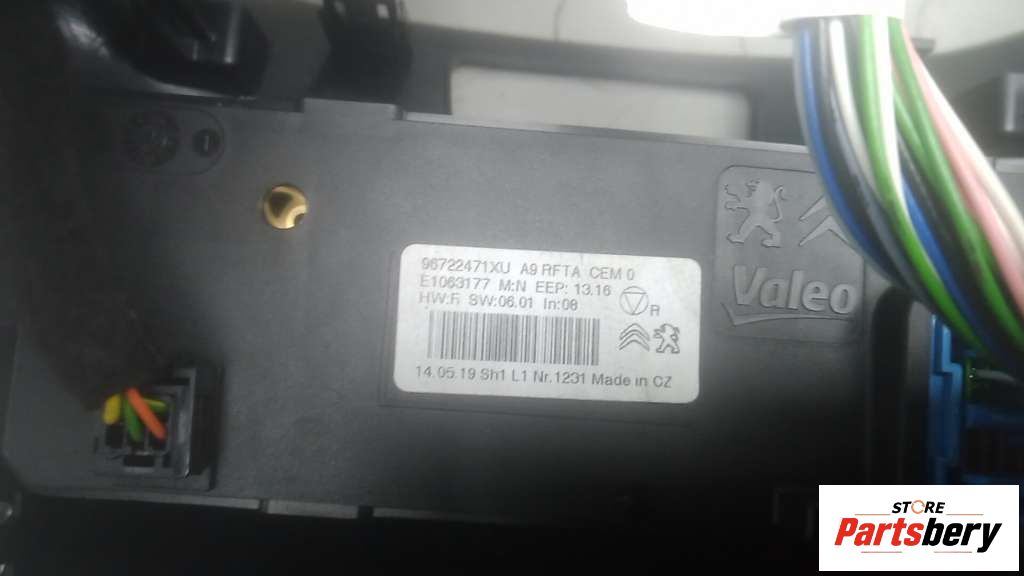 96722471XU A9 RFTA CEM 0
E1063177 M:N EEP: 13.16
HW:F. SW:06.01 In:08
R
14.05.19 Sh1 L1 Nr.1231 Made in CZ
Valeo
STORE
Partsbery